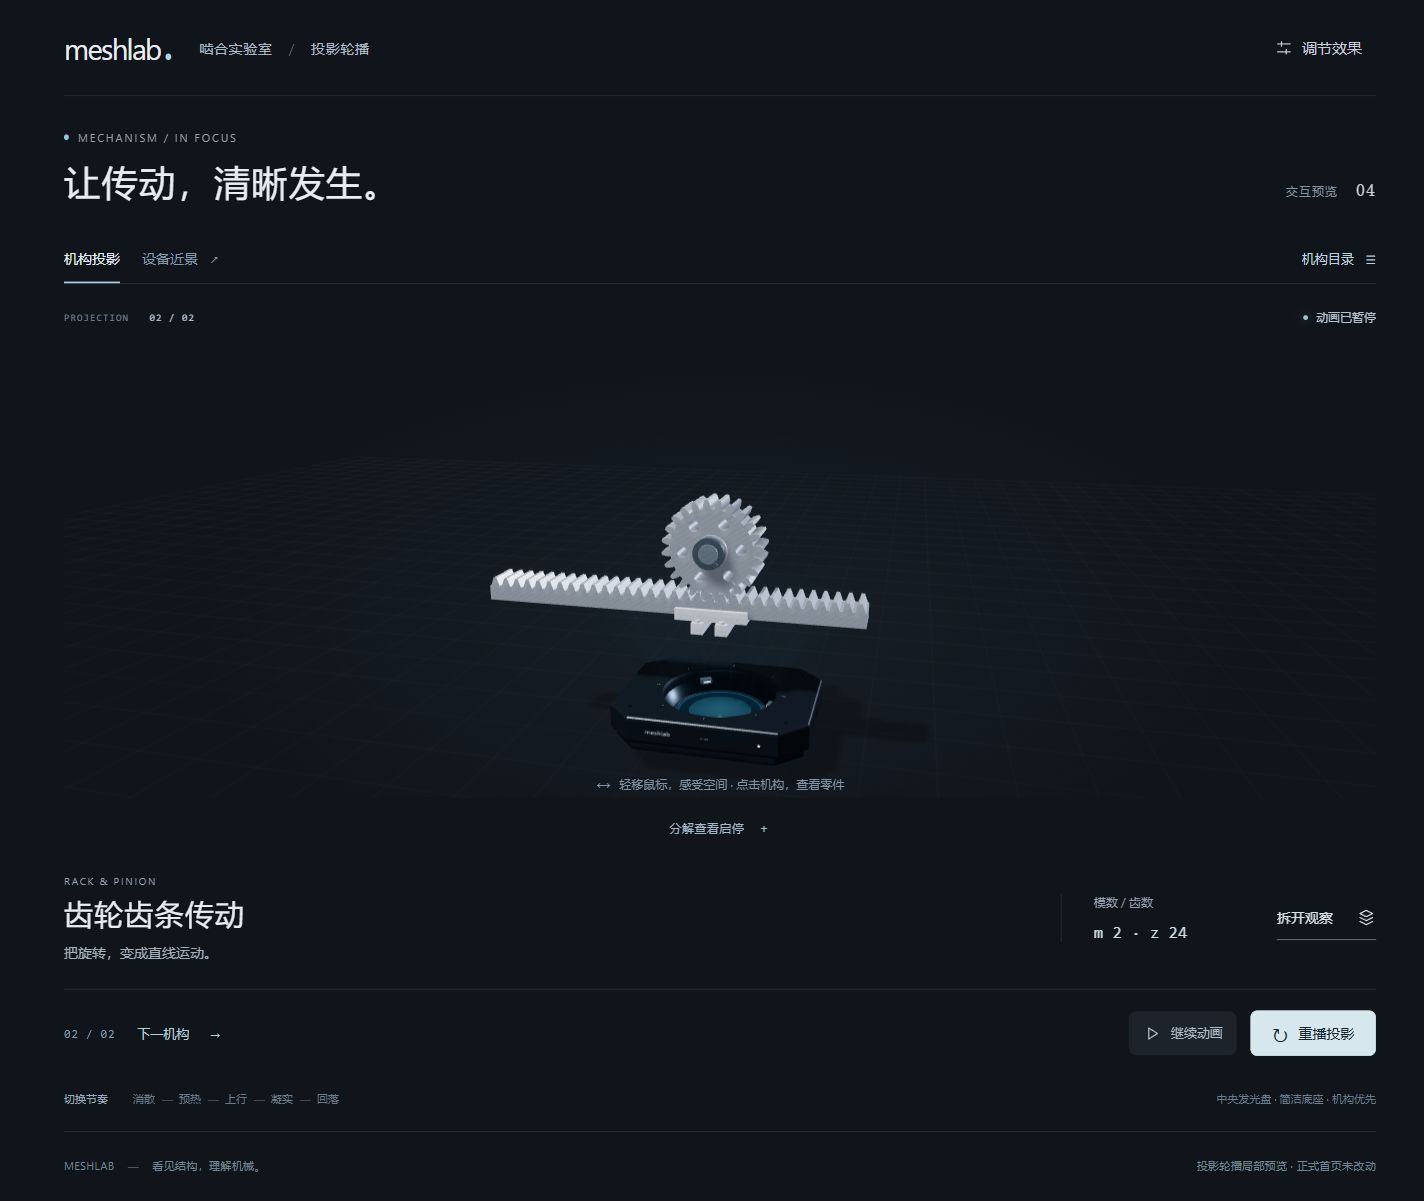 meshlab. 啮合实验室 / 投影轮播 调节效果
MECHANISM / IN FOCUS
让传动，清晰发生。
交互预览 04
机构投影 设备近景 ↗ 机构目录 ☰
PROJECTION 02 / 02 动画已暂停
meshlab
↔ 轻移鼠标，感受空间 · 点击机构，查看零件
分解查看启停 +
RACK & PINION
齿轮齿条传动
把旋转，变成直线运动。
模数 / 齿数
m 2 · z 24
拆开观察
02 / 02 下一机构 → 继续动画 重播投影
切换节奏 消散 — 预热 — 上行 — 凝实 — 回落 中央发光盘 · 简洁底座 · 机构优先
MESHLAB — 看见结构，理解机械。 投影轮播局部预览 · 正式首页未改动